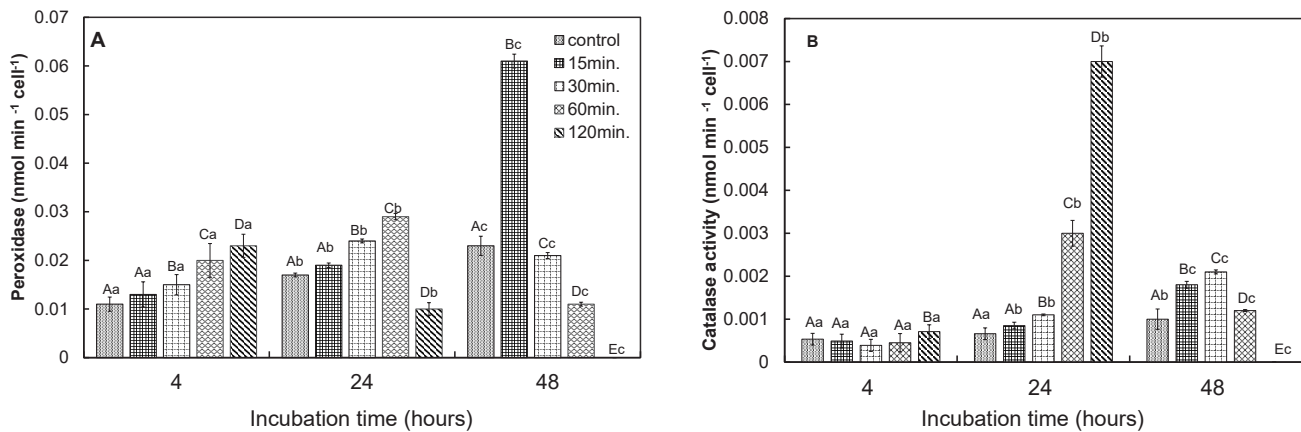 A
Peroxidase (nmol min ⁻¹ cell⁻¹)
0.07
0.06
0.05
0.04
0.03
0.02
0.01
0
control
15min.
30min.
60min.
120min.
Aa
Aa
Ba
Ca
Da
Ab
Ab
Bb
Cb
Db
Ac
Bc
Cc
Dc
Ec
4
24
48
Incubation time (hours)
B
Catalase activity (nmol min⁻¹ cell⁻¹)
0.008
0.007
0.006
0.005
0.004
0.003
0.002
0.001
0
Aa
Aa
Aa
Aa
Ba
Aa
Ab
Bb
Cb
Db
Ab
Bc
Cc
Dc
Ec
4
24
48
Incubation time (hours)